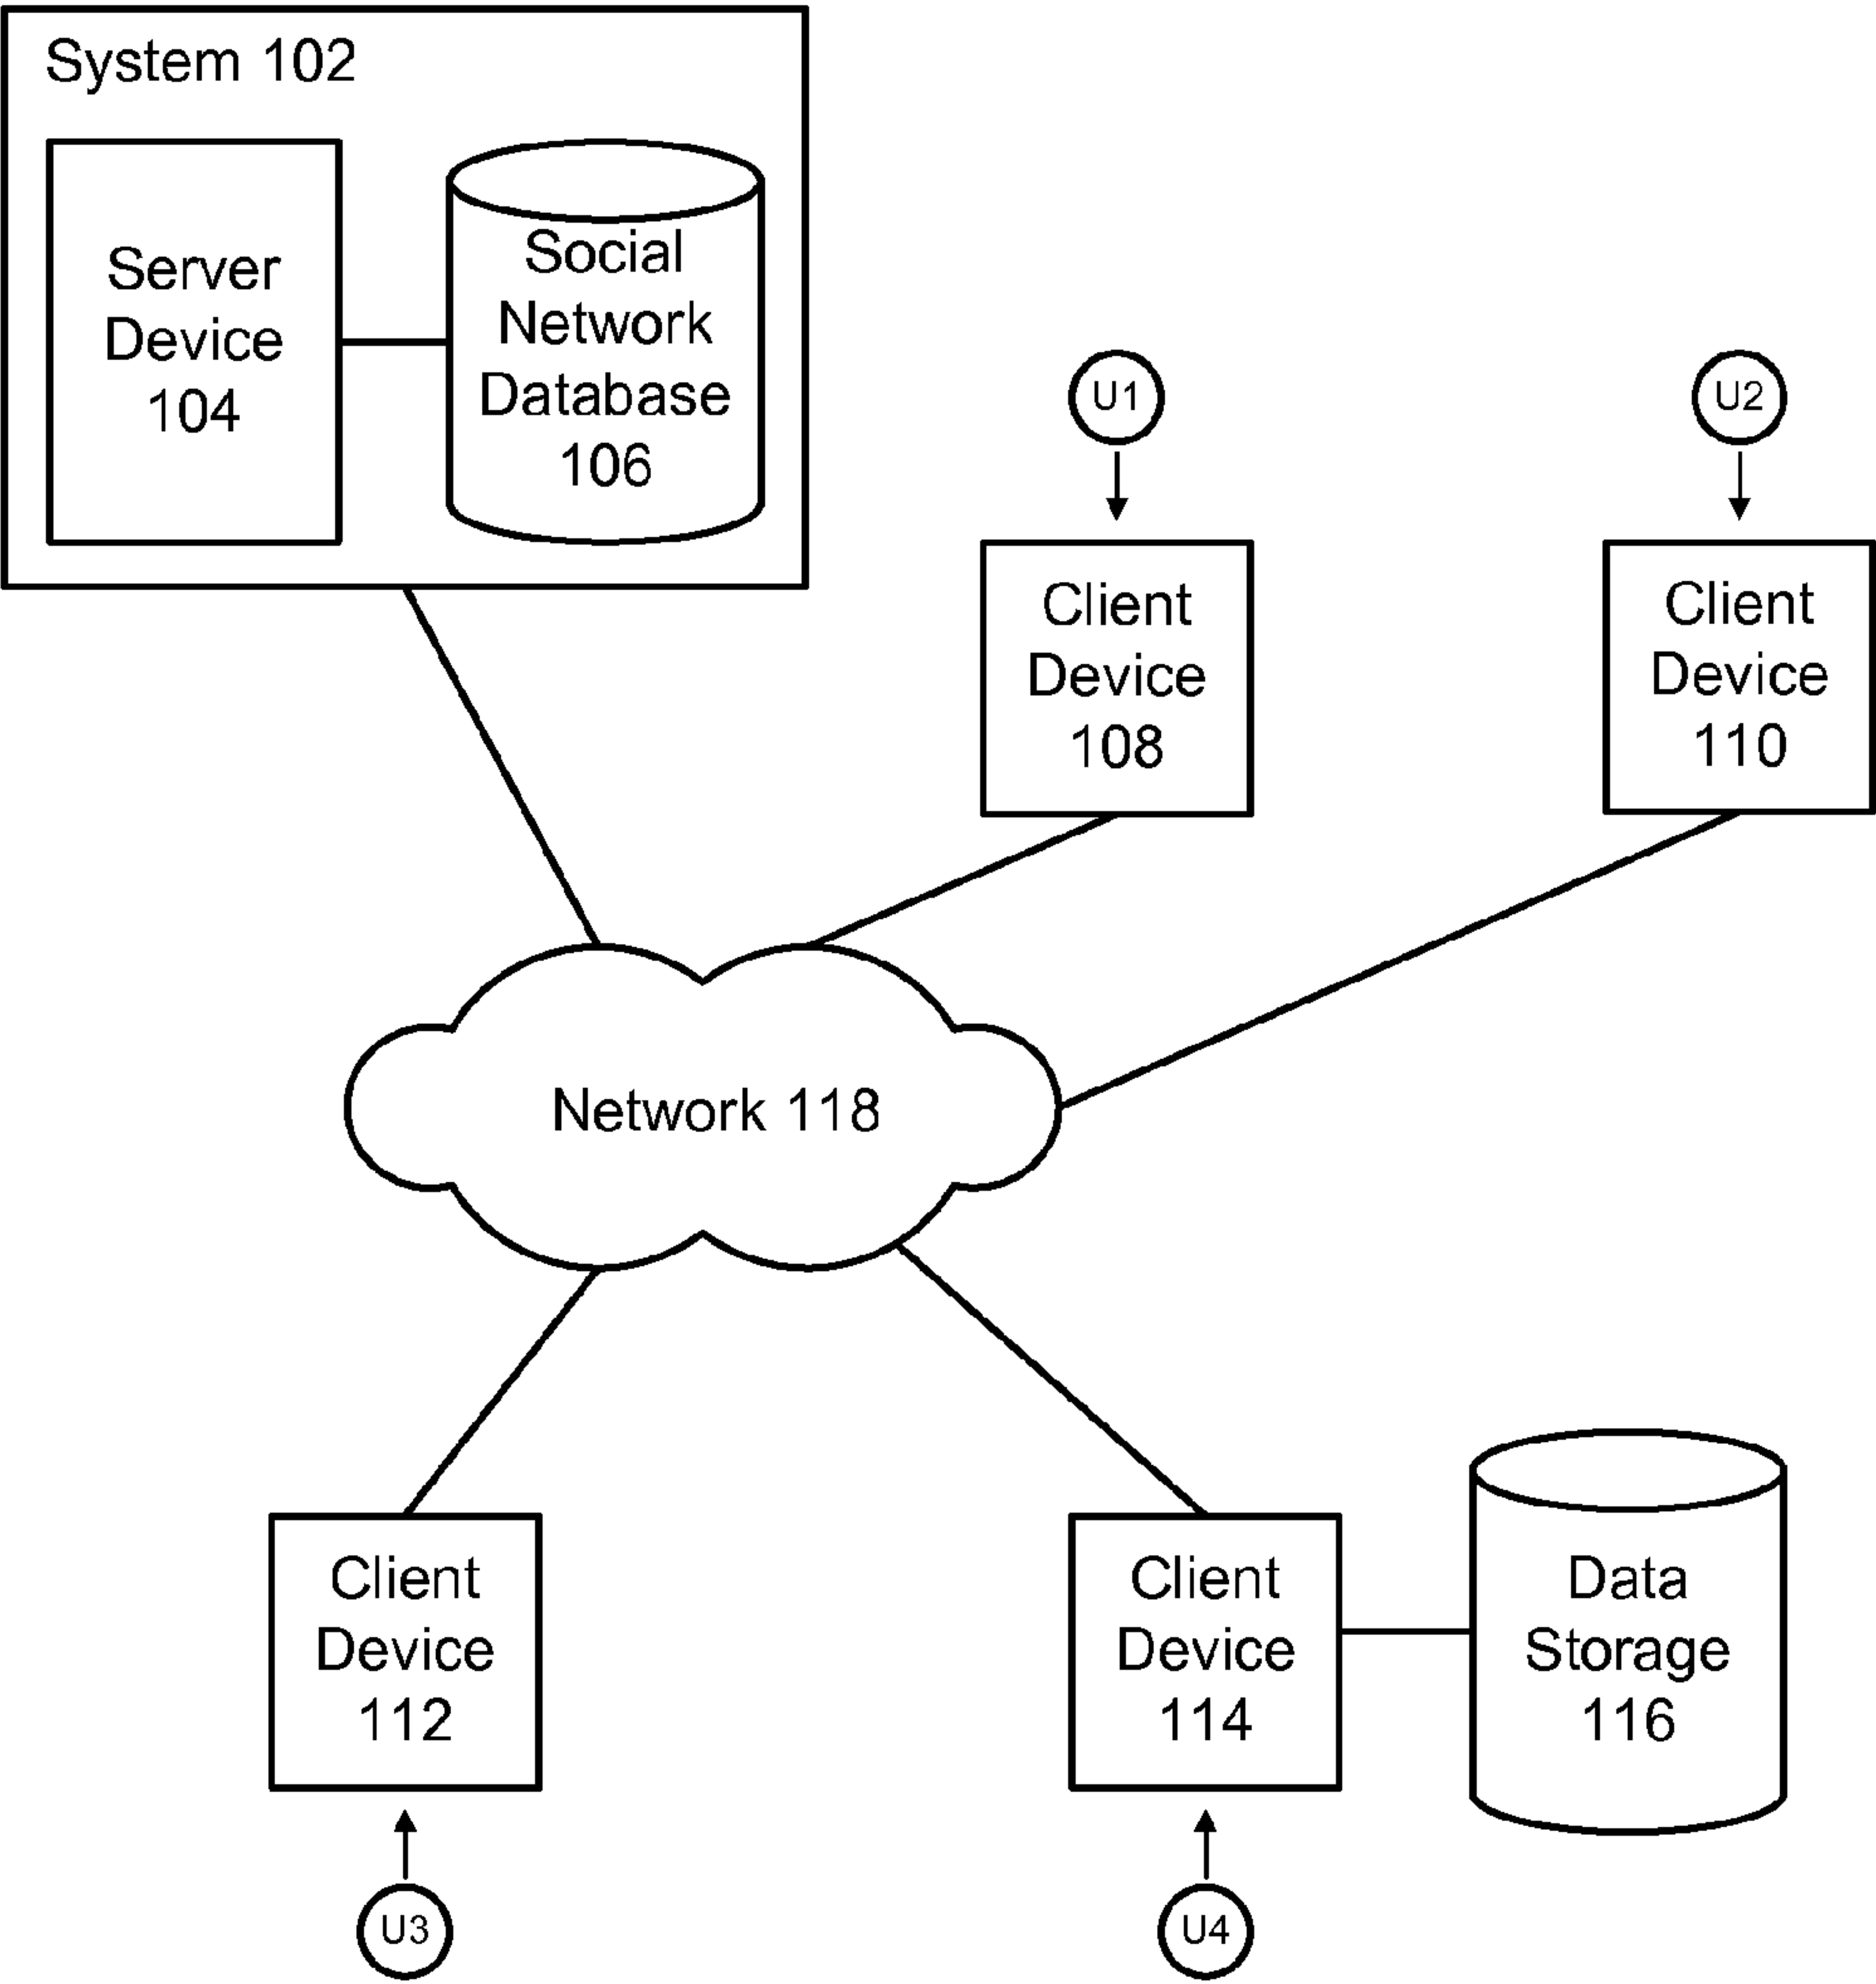 System 102
Server
Device
104
Social
Network
Database
106
U1
U2
Client
Device
108
Client
Device
110
Network 118
Client
Device
112
Client
Device
114
Data
Storage
116
U3
U4